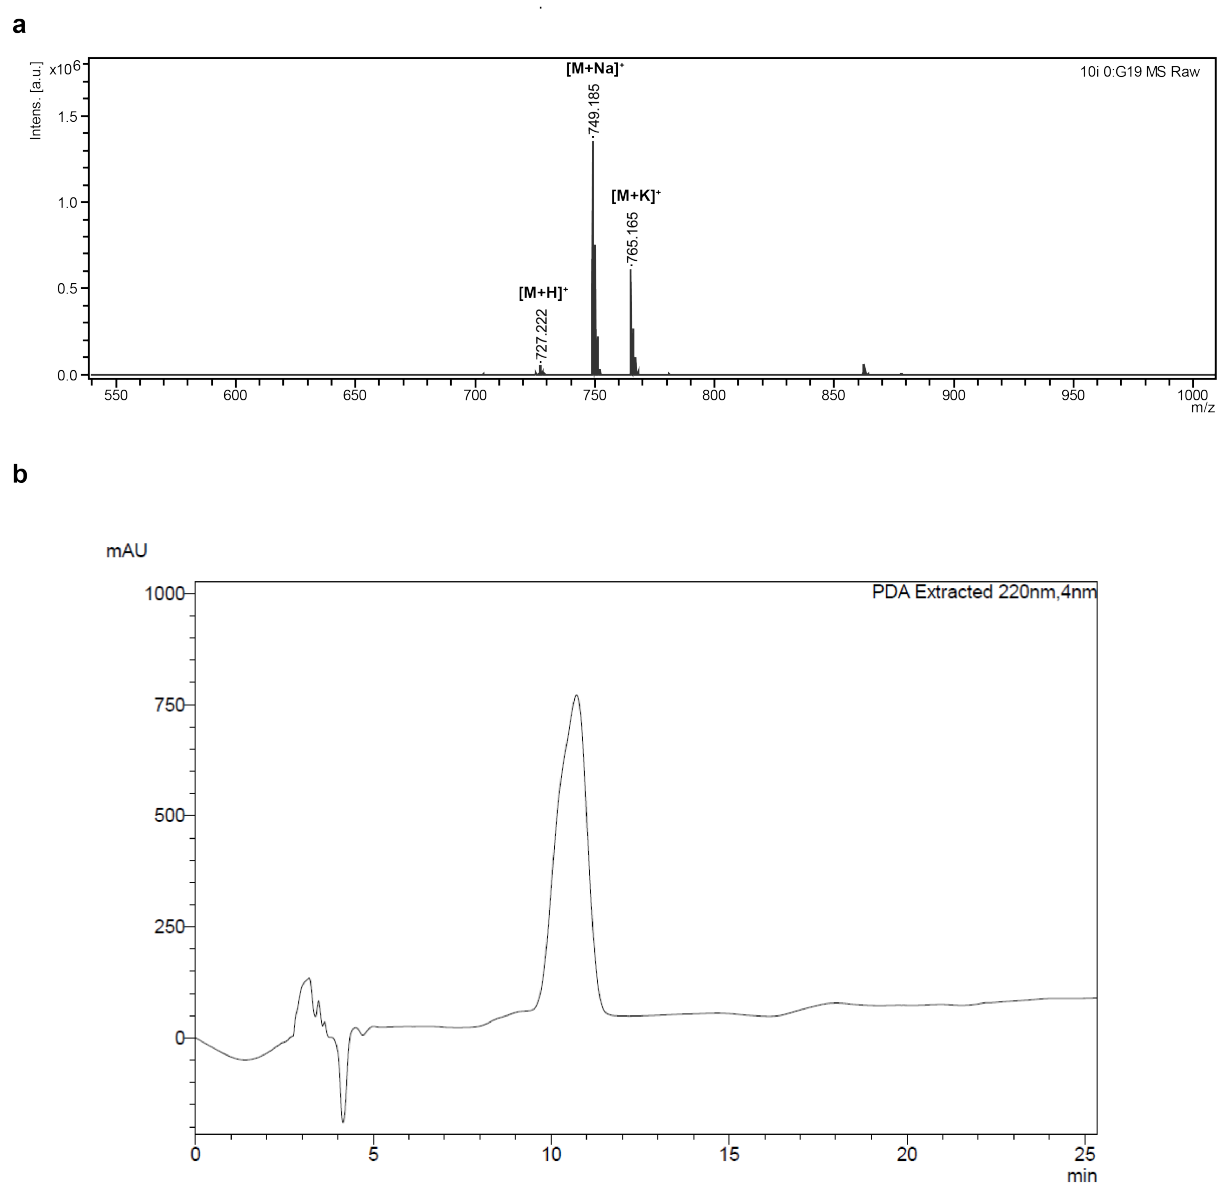 a
Intens. [a.u.]
x10⁶
[M+Na]⁺
10i 0:G19 MS Raw
749.185
1.5
[M+K]⁺
1.0
765.165
[M+H]⁺
0.5
727.222
0.0
550 600 650 700 750 800 850 900 950 1000
m/z
b
mAU
PDA Extracted 220nm,4nm
1000
750
500
250
0
0 5 10 15 20 25
min